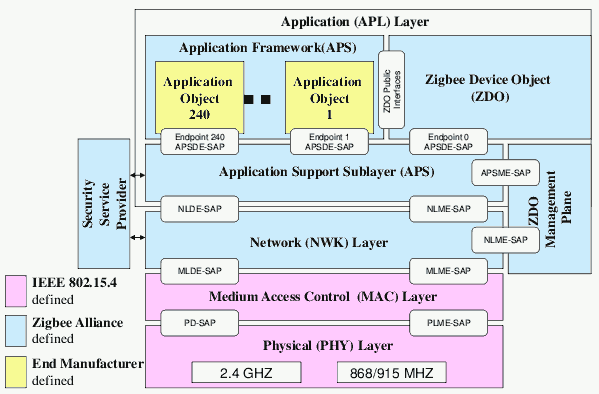 Application (APL) Layer
Application Framework(APS)
Application
Object
240
Application
Object
1
ZDO Public
Interfaces
Zigbee Device Object
(ZDO)
Endpoint 240
APSDE-SAP
Endpoint 1
APSDE-SAP
Endpoint 0
APSDE-SAP
Security
Service
Provider
Application Support Sublayer (APS)
APSME-SAP
ZDO
Management
Plane
NLDE-SAP
NLME-SAP
Network (NWK) Layer
NLME-SAP
MLDE-SAP
MLME-SAP
IEEE 802.15.4
defined
Medium Access Control (MAC) Layer
Zigbee Alliance
defined
PD-SAP
PLME-SAP
Physical (PHY) Layer
End Manufacturer
defined
2.4 GHZ
868/915 MHZ